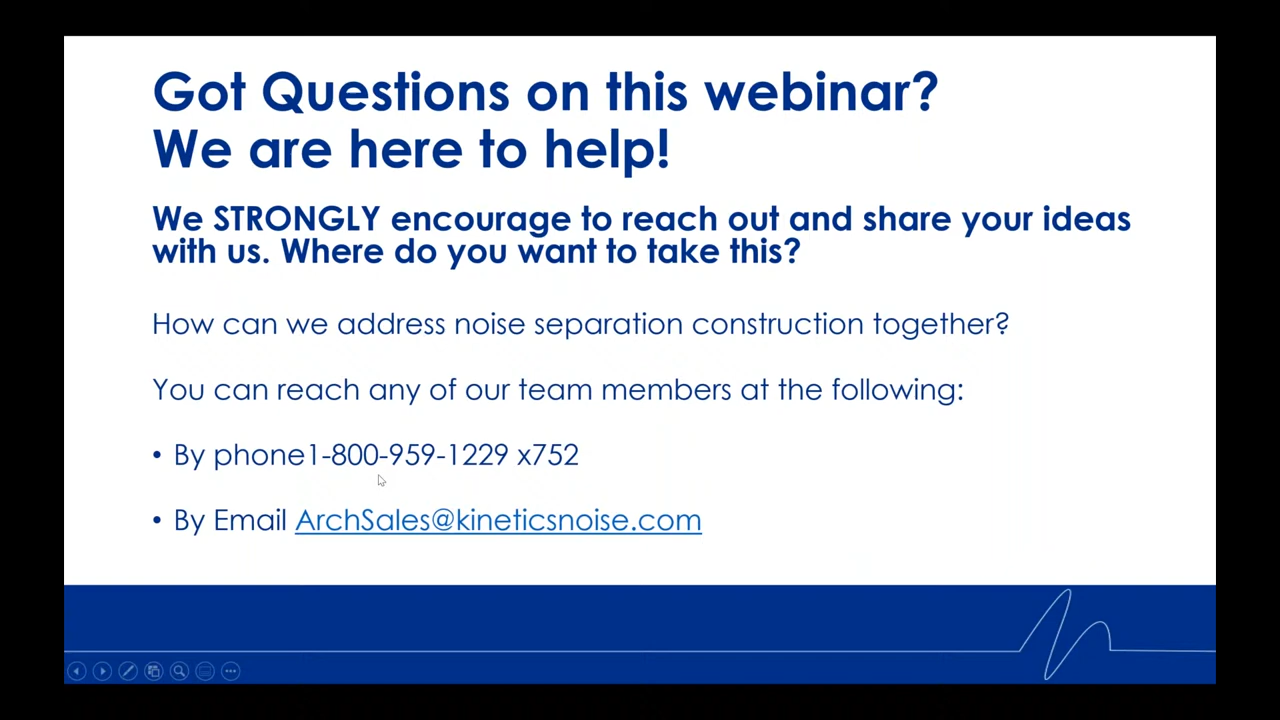 Got Questions on this webinar?
We are here to help!
We STRONGLY encourage to reach out and share your ideas
with us. Where do you want to take this?
How can we address noise separation construction together?
You can reach any of our team members at the following:
• By phone1-800-959-1229 x752
• By Email ArchSales@kineticsnoise.com